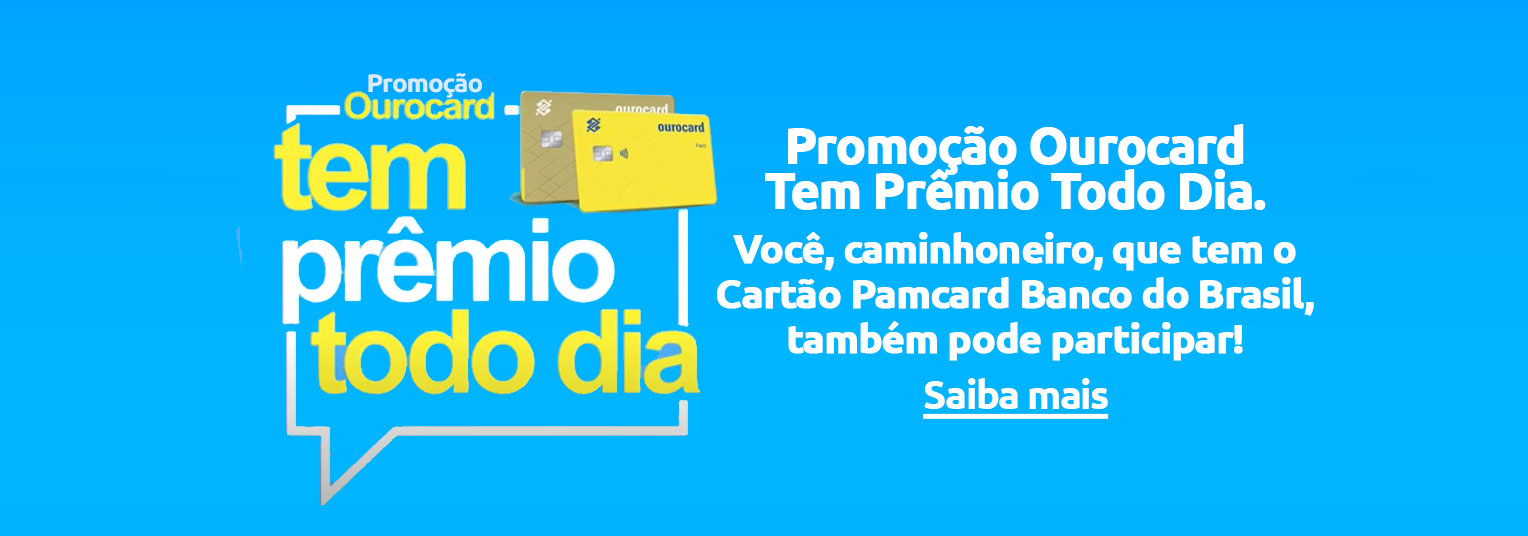 Promoção
Ourocard
tem
prêmio
todo dia
ourocard
ourocard
Promoção Ourocard
Tem Prêmio Todo Dia.
Você, caminhoneiro, que tem o
Cartão Pamcard Banco do Brasil,
também pode participar!
Saiba mais